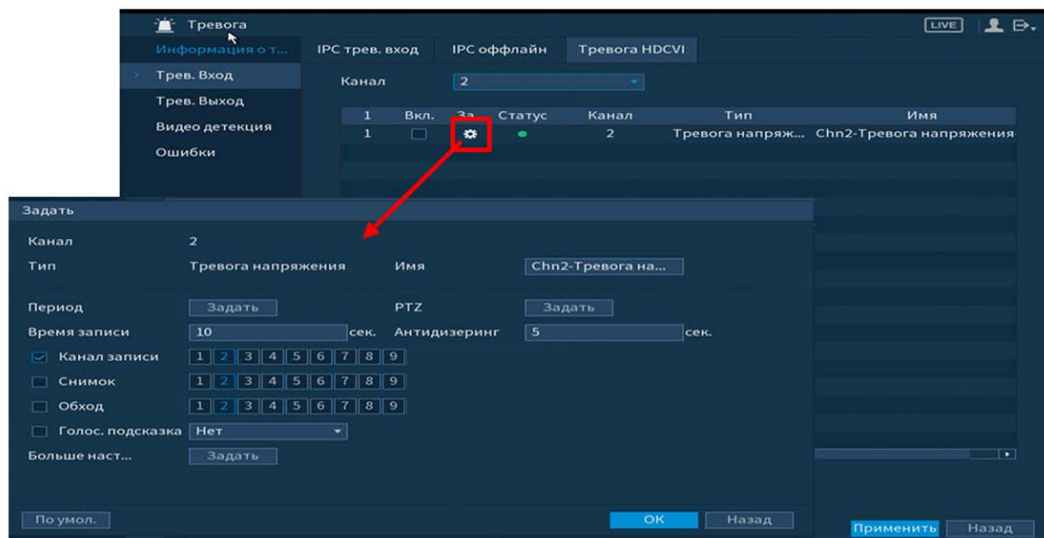 Тревога
LIVE
Информация о т...
IPC трев. вход
IPC оффлайн
Тревога HDCVI
Трев. Вход
Трев. Выход
Видео детекция
Ошибки
Канал 2
1 Вкл. За... Статус Канал Тип Имя
1 2 Тревога напряж... Chn2-Тревога напряжения
Задать
Канал 2
Тип Тревога напряжения Имя Chn2-Тревога на...
Период Задать PTZ Задать
Время записи 10 сек. Антидизеринг 5 сек.
Канал записи 1 2 3 4 5 6 7 8 9
Снимок 1 2 3 4 5 6 7 8 9
Обход 1 2 3 4 5 6 7 8 9
Голос. подсказка Нет
Больше наст... Задать
По умол. ОК Назад
Применить Назад